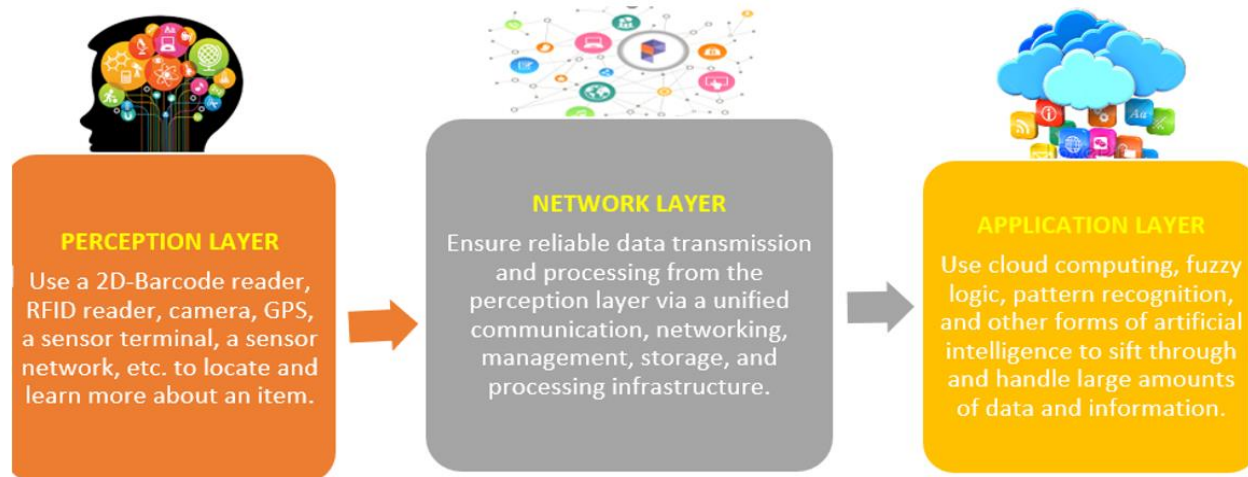 PERCEPTION LAYER
Use a 2D-Barcode reader,
RFID reader, camera, GPS,
a sensor terminal, a sensor
network, etc. to locate and
learn more about an item.
NETWORK LAYER
Ensure reliable data transmission
and processing from the
perception layer via a unified
communication, networking,
management, storage, and
processing infrastructure.
Aa
APPLICATION LAYER
Use cloud computing, fuzzy
logic, pattern recognition,
and other forms of artificial
intelligence to sift through
and handle large amounts
of data and information.